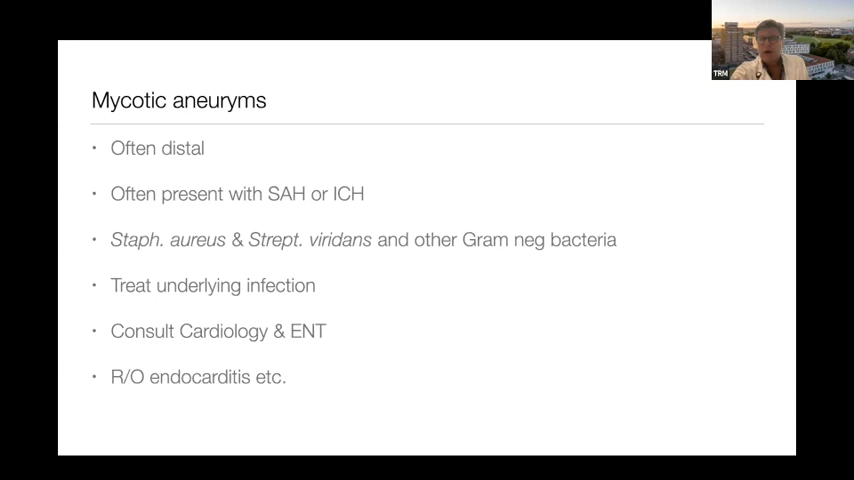 TRM
Mycotic aneuryms
• Often distal
• Often present with SAH or ICH
• Staph. aureus & Strept. viridans and other Gram neg bacteria
• Treat underlying infection
• Consult Cardiology & ENT
• R/O endocarditis etc.